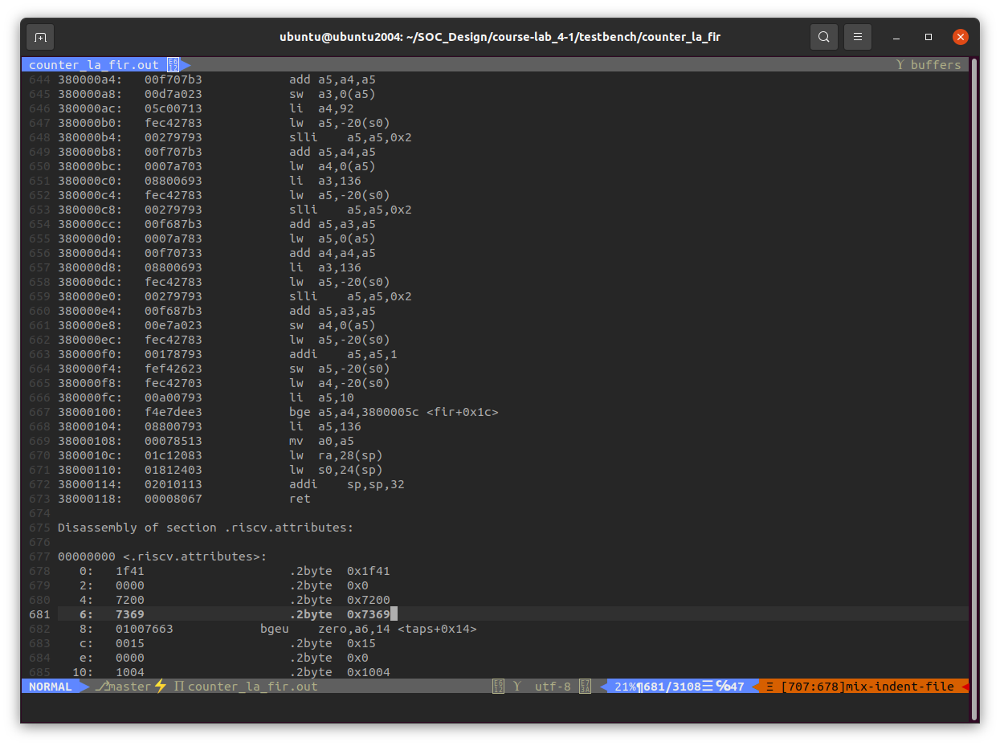 ubuntu@ubuntu2004: ~/SOC_Design/course-lab_4-1/testbench/counter_la_fir
counter_la_fir.out buffers
644 380000a4: 00f707b3 add a5,a4,a5
645 380000a8: 00d7a023 sw a3,0(a5)
646 380000ac: 05c00713 li a4,92
647 380000b0: fec42783 lw a5,-20(s0)
648 380000b4: 00279793 slli a5,a5,0x2
649 380000b8: 00f707b3 add a5,a4,a5
650 380000bc: 0007a703 lw a4,0(a5)
651 380000c0: 08800693 li a3,136
652 380000c4: fec42783 lw a5,-20(s0)
653 380000c8: 00279793 slli a5,a5,0x2
654 380000cc: 00f687b3 add a5,a3,a5
655 380000d0: 0007a783 lw a5,0(a5)
656 380000d4: 00f70733 add a4,a4,a5
657 380000d8: 08800693 li a3,136
658 380000dc: fec42783 lw a5,-20(s0)
659 380000e0: 00279793 slli a5,a5,0x2
660 380000e4: 00f687b3 add a5,a3,a5
661 380000e8: 00e7a023 sw a4,0(a5)
662 380000ec: fec42783 lw a5,-20(s0)
663 380000f0: 00178793 addi a5,a5,1
664 380000f4: fef42623 sw a5,-20(s0)
665 380000f8: fec42703 lw a4,-20(s0)
666 380000fc: 00a00793 li a5,10
667 38000100: f4e7dee3 bge a5,a4,3800005c <fir+0x1c>
668 38000104: 08800793 li a5,136
669 38000108: 00078513 mv a0,a5
670 3800010c: 01c12083 lw ra,28(sp)
671 38000110: 01812403 lw s0,24(sp)
672 38000114: 02010113 addi sp,sp,32
673 38000118: 00008067 ret
674
675 Disassembly of section .riscv.attributes:
676
677 00000000 <.riscv.attributes>:
678 0: 1f41 .2byte 0x1f41
679 2: 0000 .2byte 0x0
680 4: 7200 .2byte 0x7200
681 6: 7369 .2byte 0x7369
682 8: 01007663 bgeu zero,a6,14 <taps+0x14>
683 c: 0015 .2byte 0x15
684 e: 0000 .2byte 0x0
685 10: 1004 .2byte 0x1004
NORMAL master⚡ Π counter_la_fir.out utf-8 21%¶681/3108☰℅47 Ξ [707:678]mix-indent-file